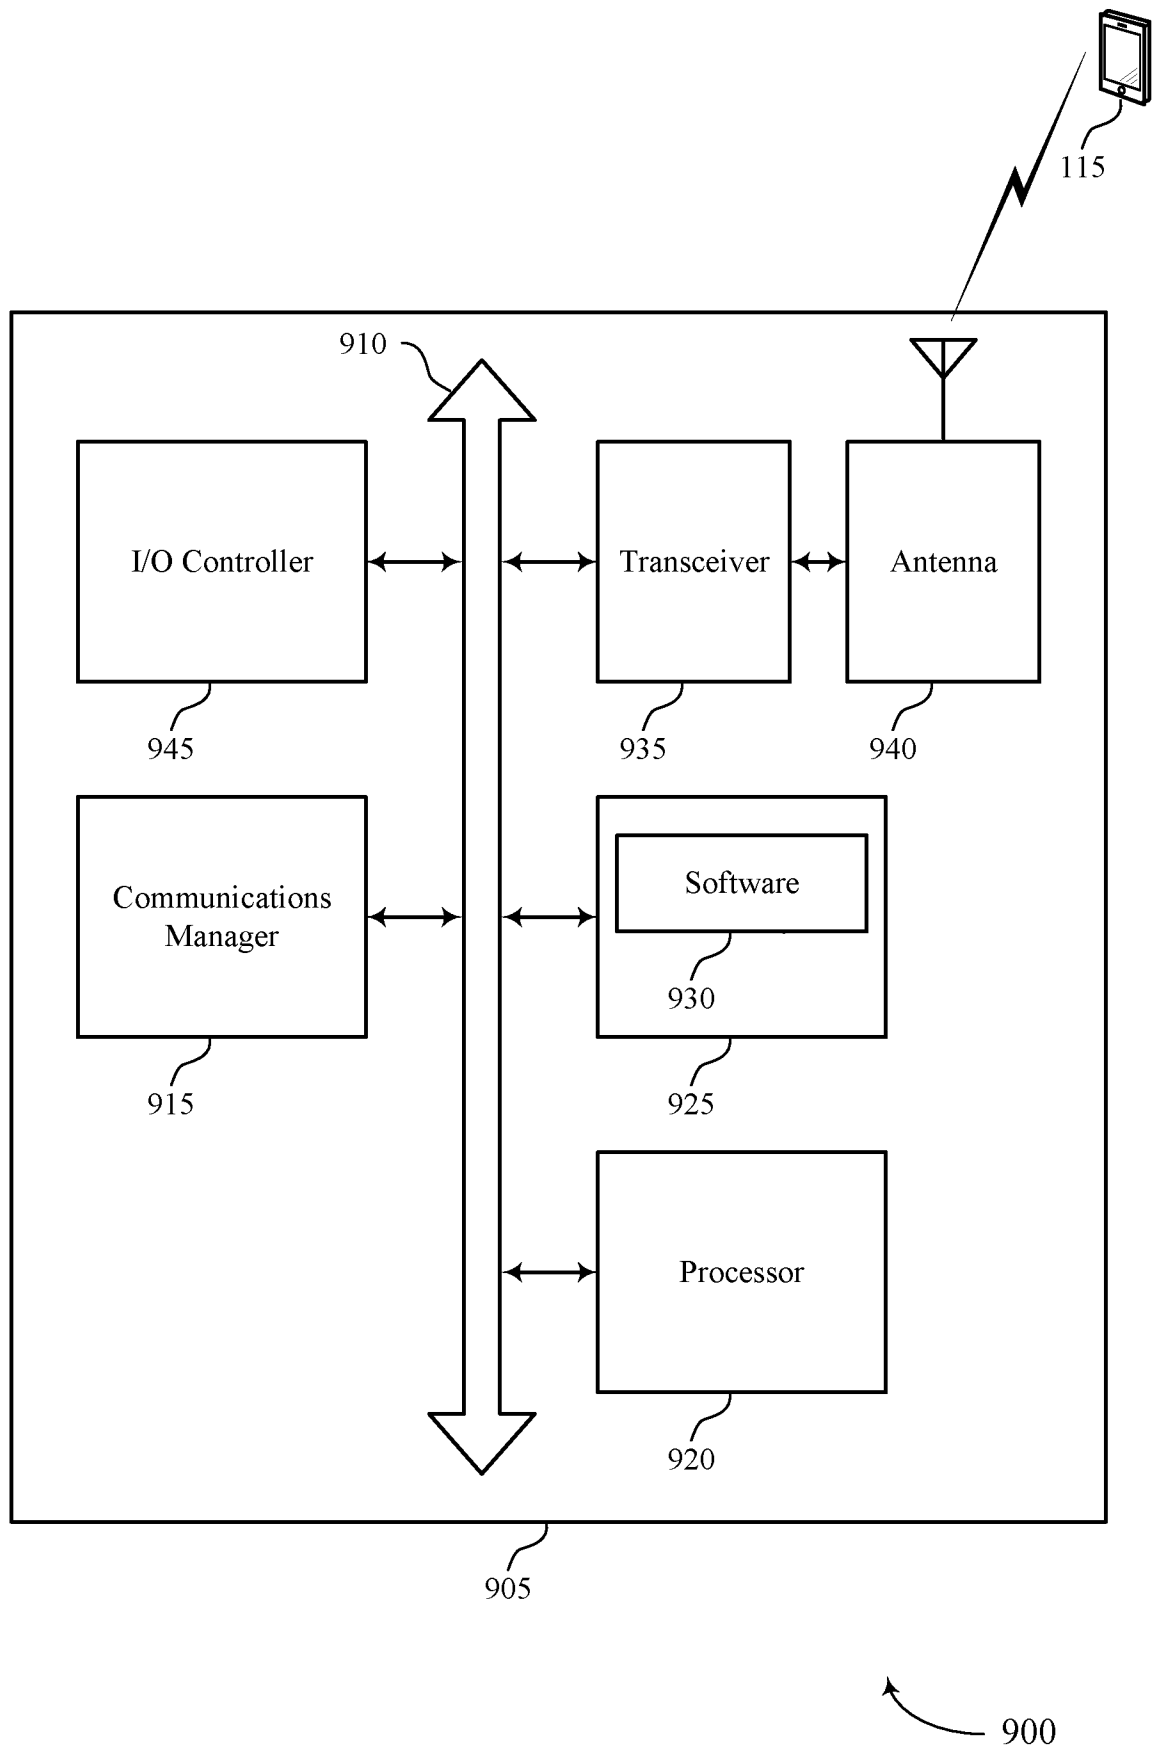 115
910
I/O Controller
Transceiver
Antenna
945
935
940
Communications
Manager
Software
930
915
925
Processor
920
905
900